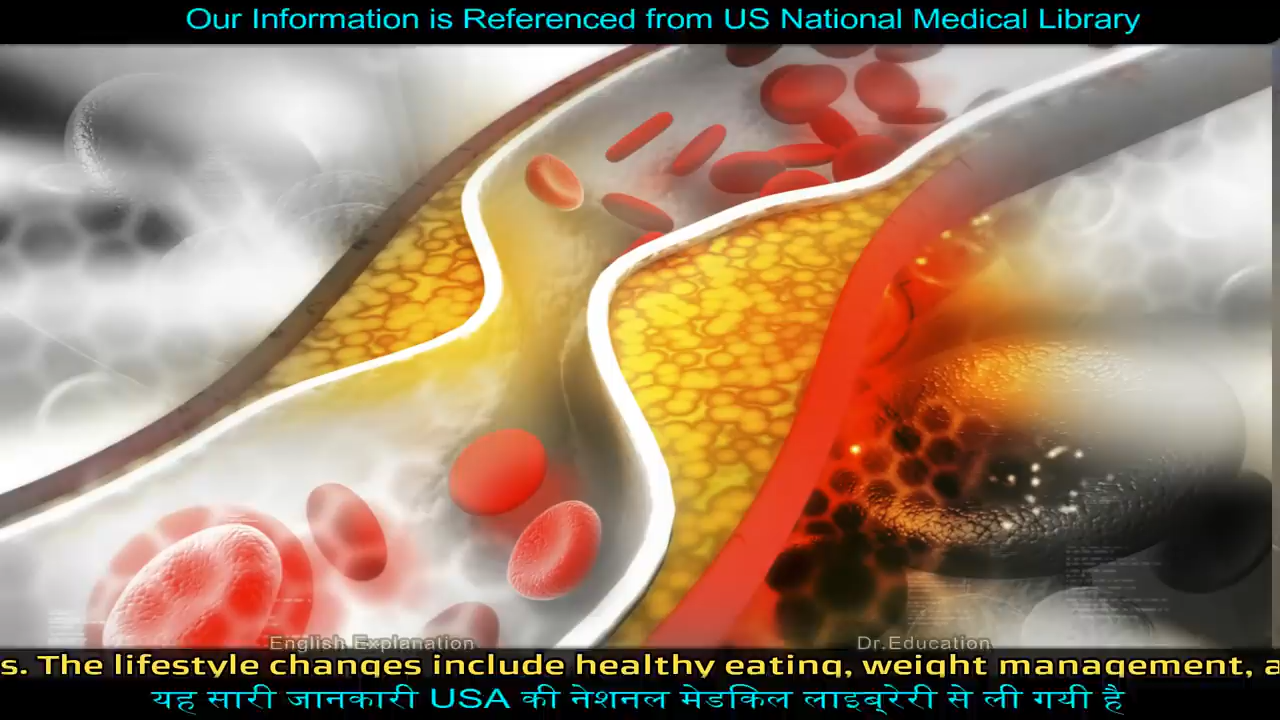 Our Information is Referenced from US National Medical Library
English Explanation
Dr.Education
s. The lifestyle changes include healthy eating, weight management, a
यह सारी जानकारी USA की नेशनल मेडकिल लाइब्रेरी से ली गयी है